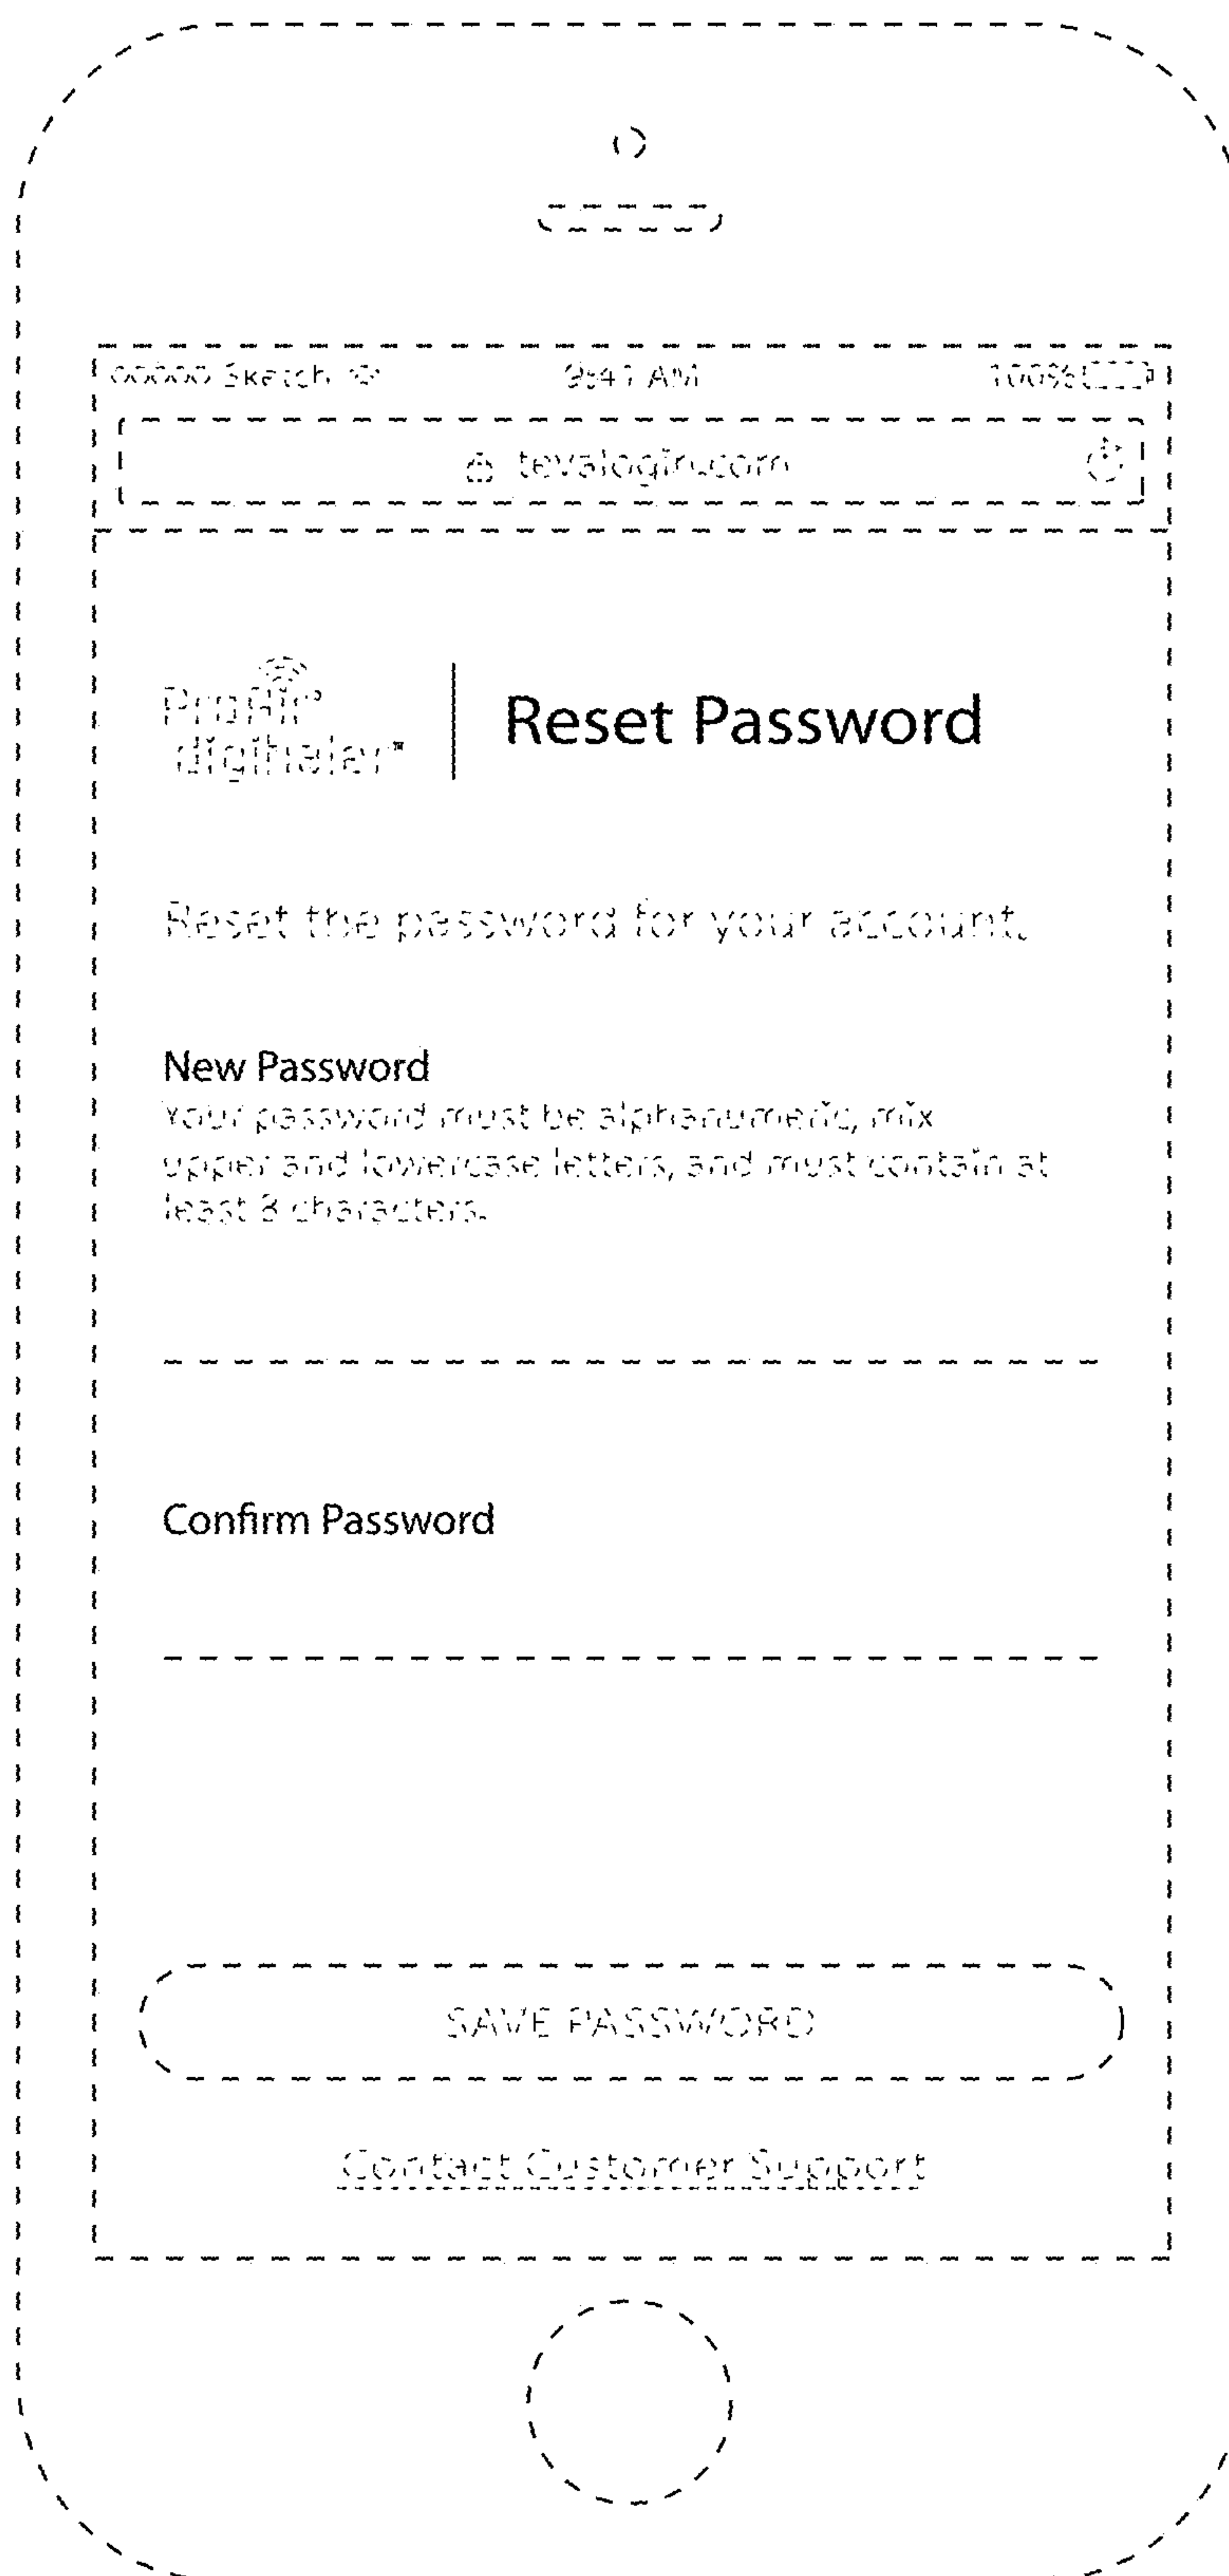 ooooo Sketch 9:41 AM 100%
tevalogin.com
ProAir®
digihaler™
Reset Password
Reset the password for your account.
New Password
Your password must be alphanumeric, mix
upper and lowercase letters, and must contain at
least 8 characters.
Confirm Password
SAVE PASSWORD
Contact Customer Support